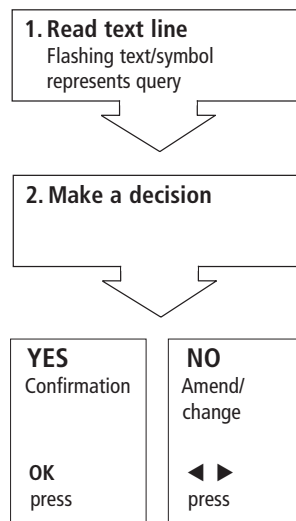 1. Read text line
Flashing text/symbol
represents query
2. Make a decision
YES
Confirmation
OK
press
NO
Amend/
change
◀ ▶
press